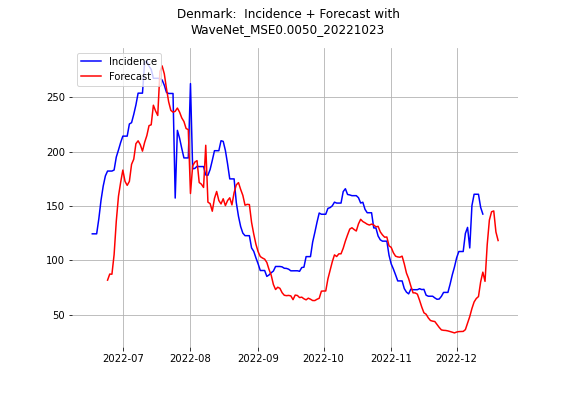 Denmark:  Incidence + Forecast with
WaveNet_MSE0.0050_20221023
Incidence
Forecast
250
200
150
100
50
2022-07
2022-08
2022-09
2022-10
2022-11
2022-12